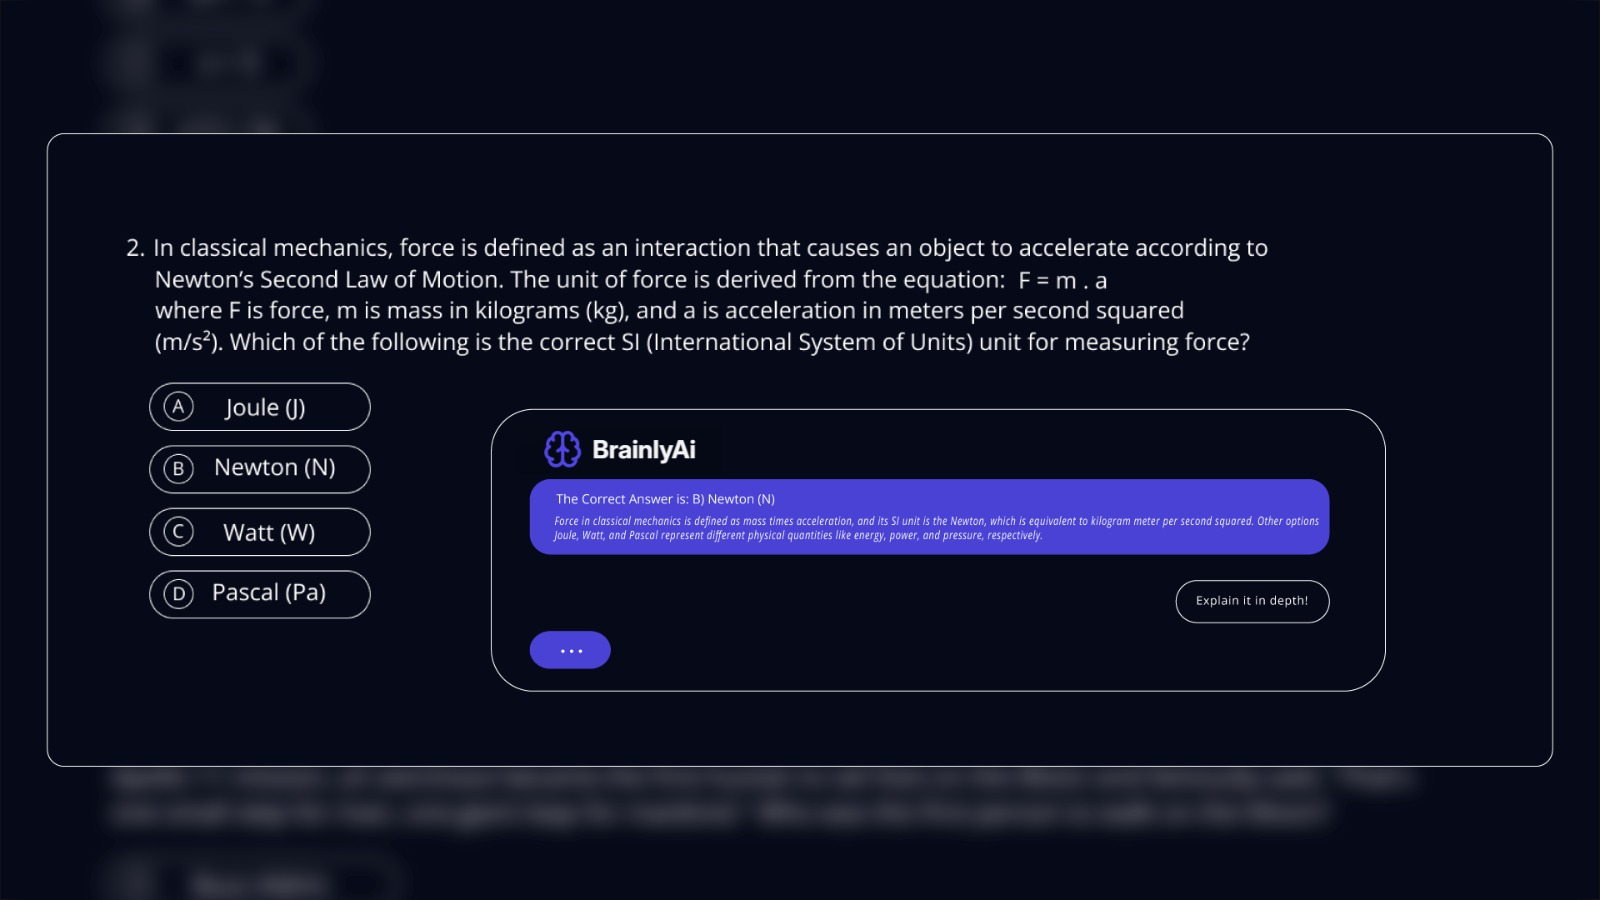 2. In classical mechanics, force is defined as an interaction that causes an object to accelerate according to
Newton's Second Law of Motion. The unit of force is derived from the equation: F = m . a
where F is force, m is mass in kilograms (kg), and a is acceleration in meters per second squared
(m/s²). Which of the following is the correct SI (International System of Units) unit for measuring force?
A Joule (J)
B Newton (N)
C Watt (W)
D Pascal (Pa)
BrainlyAi
The Correct Answer is: B) Newton (N)
Force in classical mechanics is defined as mass times acceleration, and its SI unit is the Newton, which is equivalent to kilogram meter per second squared. Other options
Joule, Watt, and Pascal represent different physical quantities like energy, power, and pressure, respectively.
Explain it in depth!
...